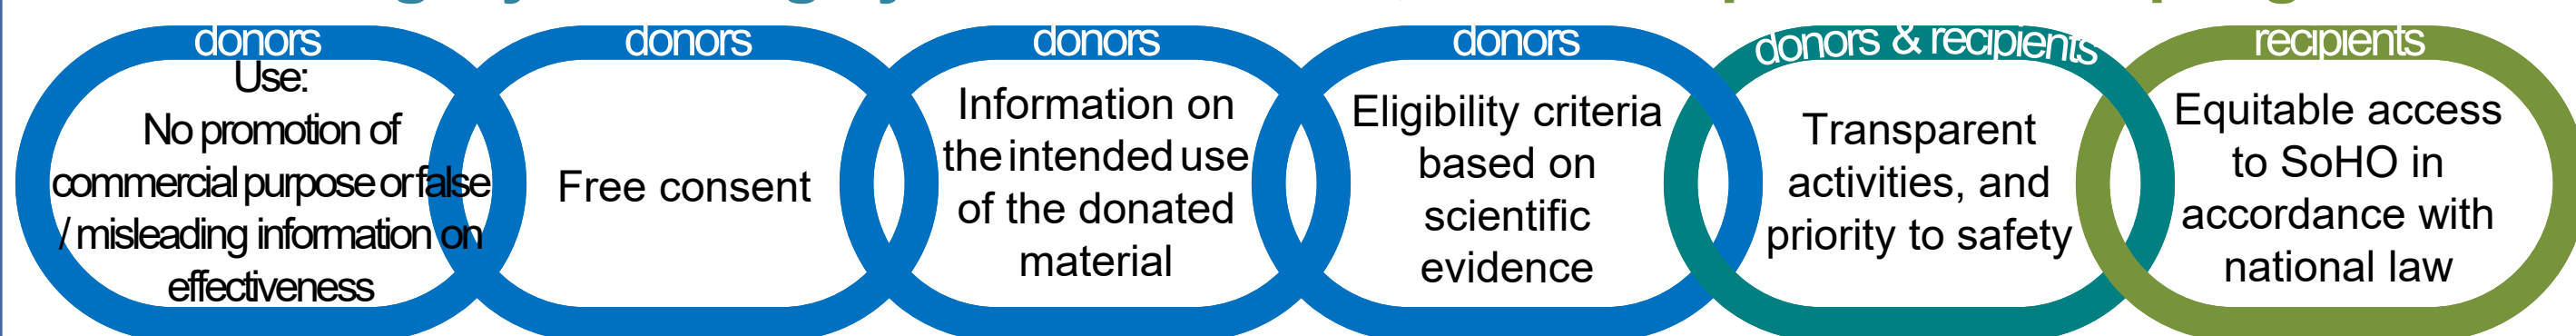 donors
Use:
No promotion of
commercial purpose or false
/ misleading information on
effectiveness
donors
Free consent
donors
Information on
the intended use
of the donated
material
donors
Eligibility criteria
based on
scientific
evidence
donors & recipients
Transparent
activities, and
priority to safety
recipients
Equitable access
to SoHO in
accordance with
national law